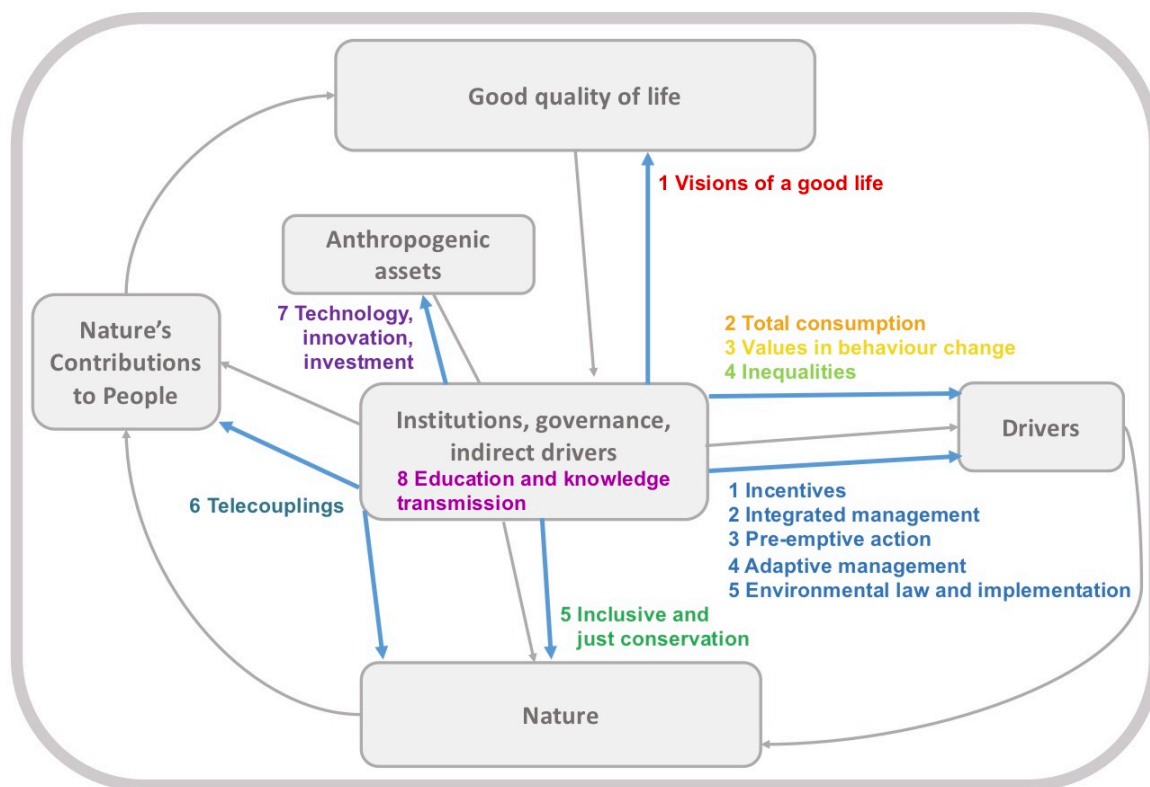 Good quality of life
1 Visions of a good life
Anthropogenic
assets
7 Technology,
innovation,
investment
Nature’s
Contributions
to People
2 Total consumption
3 Values in behaviour change
4 Inequalities
Institutions, governance,
indirect drivers
8 Education and knowledge
transmission
Drivers
6 Telecouplings
1 Incentives
2 Integrated management
3 Pre-emptive action
4 Adaptive management
5 Environmental law and implementation
5 Inclusive and
just conservation
Nature